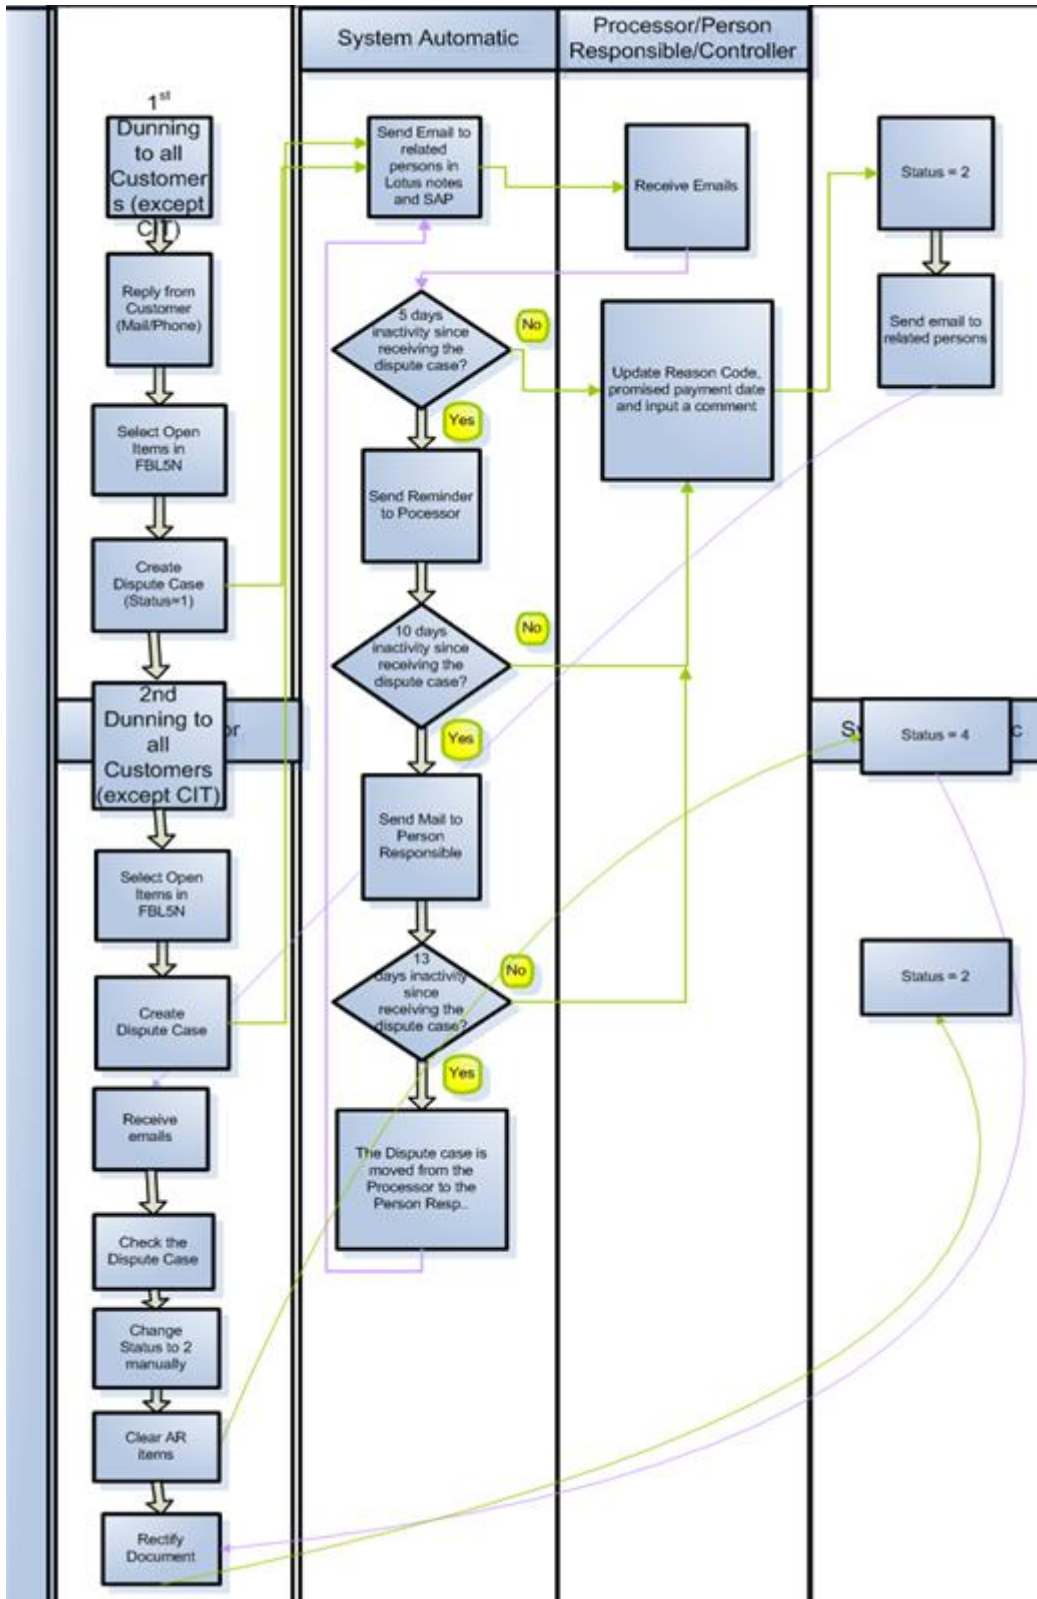 System Automatic
Processor/Person
Responsible/Controller
1st
Dunning
to all
Customer
s (except
CIT)
Reply from
Customer
(Mail/Phone)
Select Open
Items in
FBL5N
Create
Dispute Case
(Status=1)
2nd
Dunning to
all
Customers
(except CIT)
or
Select Open
Items in
FBL5N
Create
Dispute Case
Receive
emails
Check the
Dispute Case
Change
Status to 2
manually
Clear AR
items
Rectify
Document
Send Email to
related
persons in
Lotus notes
and SAP
5 days
inactivity since
receiving the
dispute case?
No
Yes
Send Reminder
to Pocessor
10 days
inactivity since
receiving the
dispute case?
No
Yes
Send Mail to
Person
Responsible
13
days inactivity
since
receiving the
dispute case?
No
Yes
The Dispute case is
moved from the
Processor to the
Person Resp..
Receive Emails
Update Reason Code,
promised payment date
and input a comment
Status = 2
Send email to
related persons
Sy
c
Status = 4
Status = 2